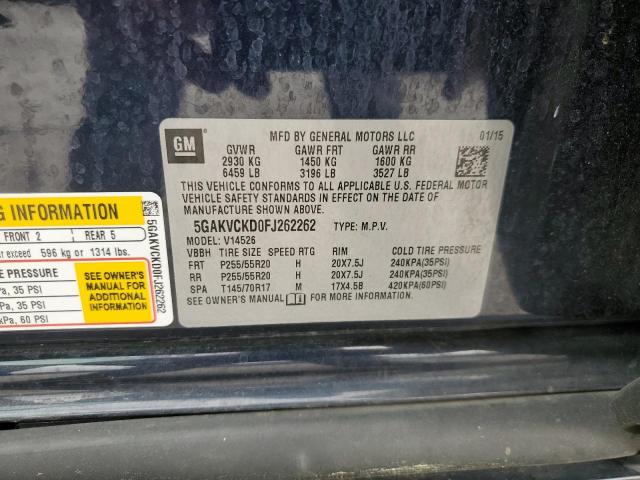 GM
MFD BY GENERAL MOTORS LLC 01/15
GVWR GAWR FRT GAWR RR
2930 KG 1450 KG 1600 KG
6459 LB 3196 LB 3527 LB
THIS VEHICLE CONFORMS TO ALL APPLICABLE U.S. FEDERAL MOTOR
VEHICLE SAFETY STANDARDS IN EFFECT ON THE DATE OF
MANUFACTURE SHOWN ABOVE.
5GAKVCKD0FJ262262 TYPE: M.P.V.
MODEL: V14526
VBBH TIRE SIZE SPEED RTG RIM COLD TIRE PRESSURE
FRT P255/55R20 H 20X7.5J 240KPA(35PSI)
RR P255/55R20 H 20X7.5J 240KPA(35PSI)
SPA T145/70R17 M 17X4.5B 420KPA(60PSI)
SEE OWNER'S MANUAL FOR MORE INFORMATION.
G INFORMATION
FRONT 2 REAR 5
exceed 596 kg or 1314 lbs.
E PRESSURE
Pa, 35 PSI
Pa, 35 PSI
kPa, 60 PSI
SEE OWNER'S
MANUAL FOR
ADDITIONAL
INFORMATION
5GAKVCKD0FJ262262